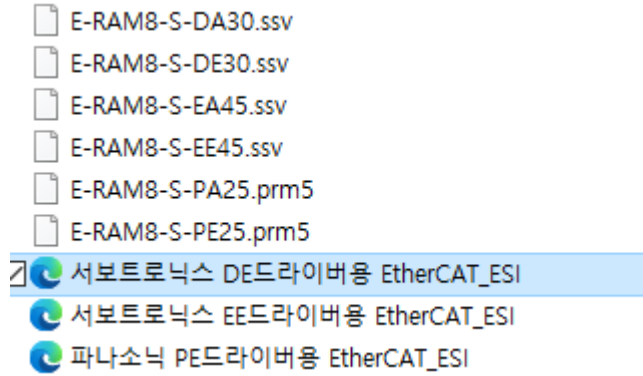 E-RAM8-S-DA30.ssv
E-RAM8-S-DE30.ssv
E-RAM8-S-EA45.ssv
E-RAM8-S-EE45.ssv
E-RAM8-S-PA25.prm5
E-RAM8-S-PE25.prm5
서보트로닉스 DE드라이버용 EtherCAT_ESI
서보트로닉스 EE드라이버용 EtherCAT_ESI
파나소닉 PE드라이버용 EtherCAT_ESI